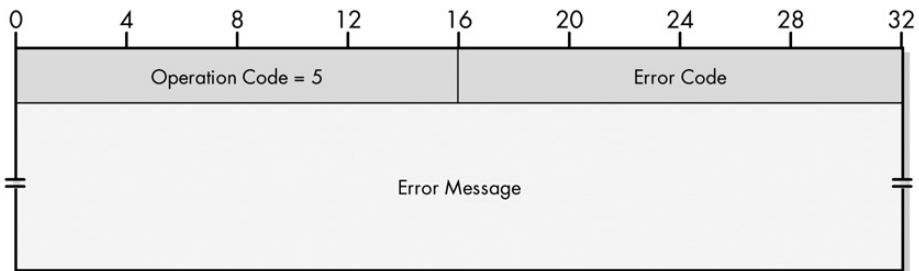 0 4 8 12 16 20 24 28 32
Operation Code = 5 Error Code
Error Message